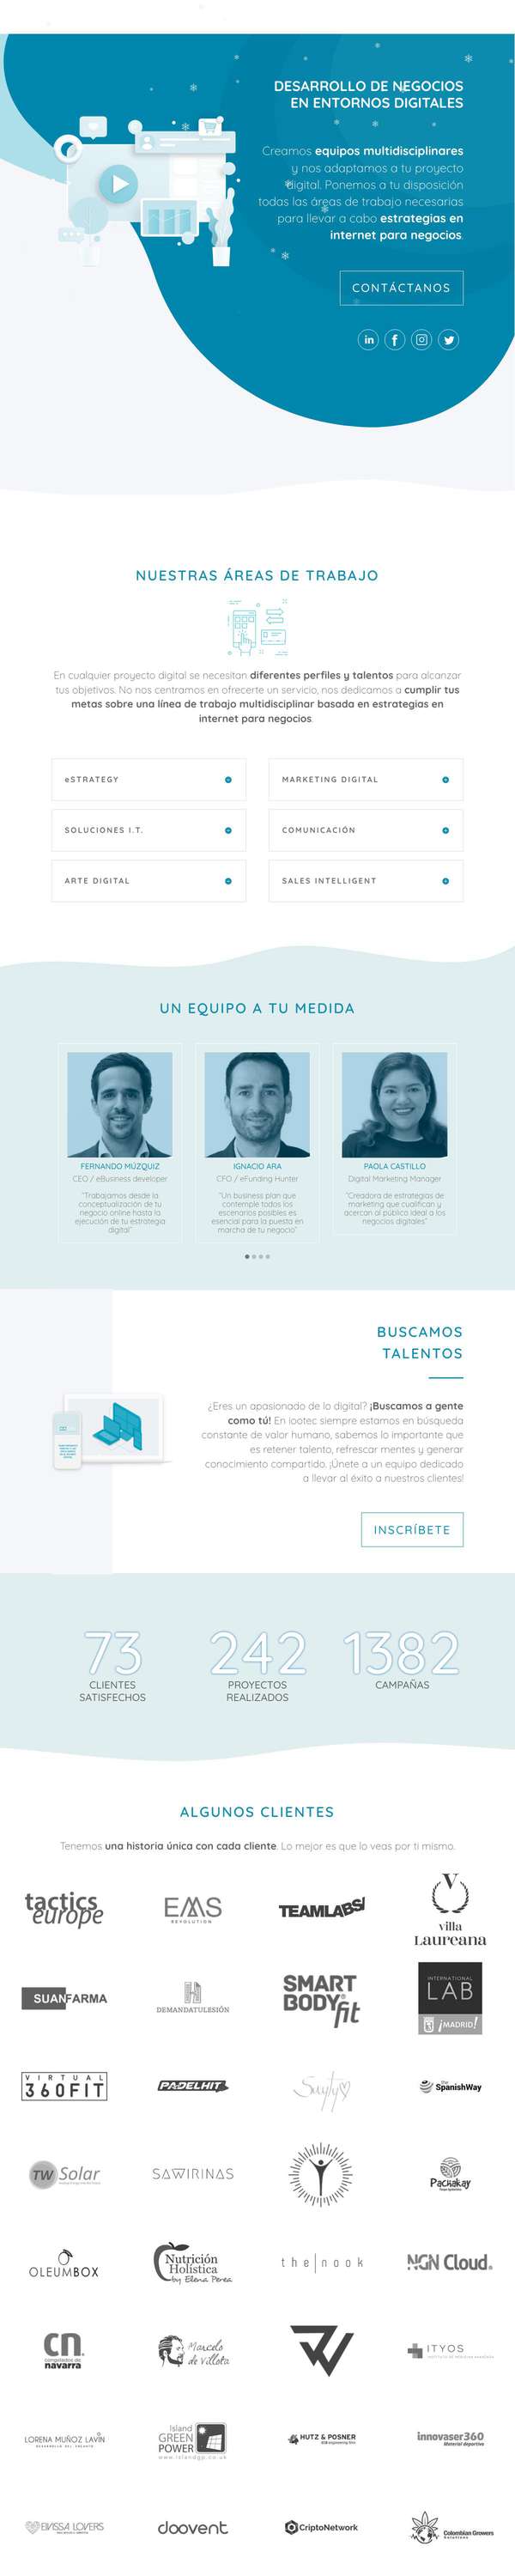 DESARROLLO DE NEGOCIOS
EN ENTORNOS DIGITALES
Creamos equipos multidisciplinares
y nos adaptamos a tu proyecto
digital. Ponemos a tu disposición
todas las áreas de trabajo necesarias
para llevar a cabo estrategias en
internet para negocios.
CONTÁCTANOS
NUESTRAS ÁREAS DE TRABAJO
En cualquier proyecto digital se necesitan diferentes perfiles y talentos para alcanzar
tus objetivos. No nos centramos en ofrecerte un servicio, nos dedicamos a cumplir tus
metas sobre una línea de trabajo multidisciplinar basada en estrategias en
internet para negocios.
eSTRATEGY
MARKETING DIGITAL
SOLUCIONES I.T.
COMUNICACIÓN
ARTE DIGITAL
SALES INTELLIGENT
UN EQUIPO A TU MEDIDA
FERNANDO MÚZQUIZ
CEO / eBusiness developer
"Trabajamos desde la
conceptualización de tu
negocio online hasta la
ejecución de tu estrategia
digital"
IGNACIO ARA
CFO / eFunding Hunter
"Un business plan que
contemple todos los
escenarios posibles es
esencial para la puesta en
marcha de tu negocio"
PAOLA CASTILLO
Digital Marketing Manager
"Creadora de estrategias de
marketing que cualifican y
acercan al público ideal a los
negocios digitales"
BUSCAMOS
TALENTOS
¿Eres un apasionado de lo digital? ¡Buscamos a gente
como tú! En iootec siempre estamos en búsqueda
constante de valor humano, sabemos lo importante que
es retener talento, refrescar mentes y generar
conocimiento compartido. ¡Únete a un equipo dedicado
a llevar al éxito a nuestros clientes!
INSCRÍBETE
73
CLIENTES
SATISFECHOS
242
PROYECTOS
REALIZADOS
1382
CAMPAÑAS
ALGUNOS CLIENTES
Tenemos una historia única con cada cliente. Lo mejor es que lo veas por ti mismo.
tactics
europe
EMS
REVOLUTION
TEAMLABS/
villa
Laureana
SUANFARMA
DEMANDATULESIÓN
SMART
BODY fit
INTERNATIONAL
LAB
¡MADRID!
VIRTUAL
360FIT
PADELHIT
the
SpanishWay
TW Solar
SAWIRINAS
Pachakay
OLEUMBOX
Nutrición
Holística
by Elena Perea
the|nook
NGN Cloud
cn
congelados de
navarra
Marcelo
de Villota
ITYOS
LORENA MUÑOZ LAVÍN
Island
GREEN
POWER
www.islandgp.co.uk
HUTZ & POSNER
innovaser360
Material deportivo
EIVISSA LOVERS
doovent
CriptoNetwork
Colombian Growers
Solutions